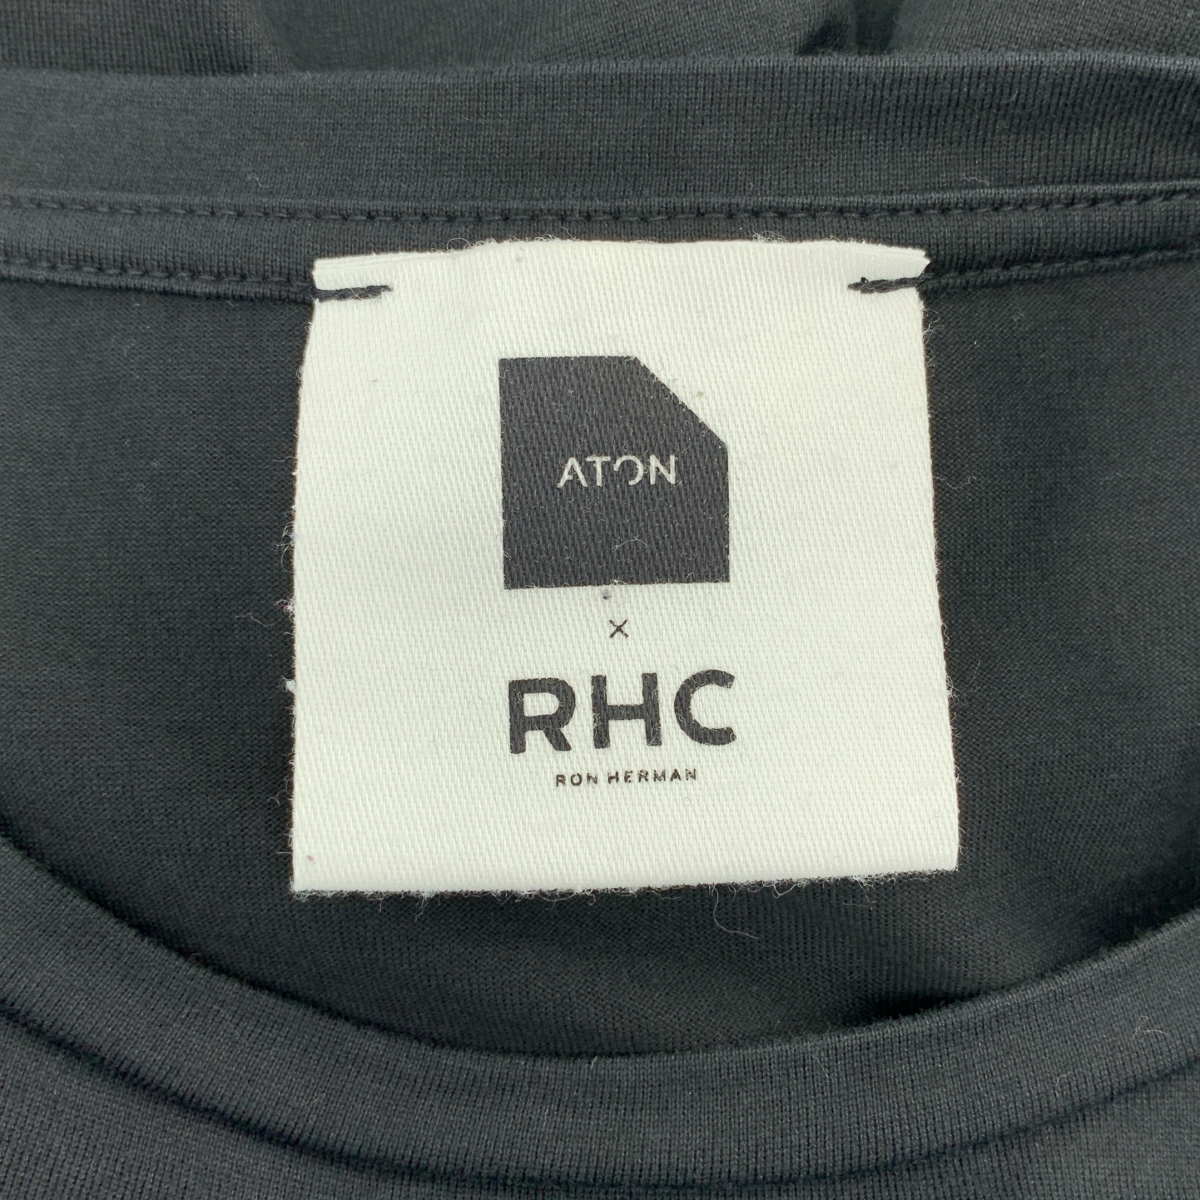 ATON
×
RHC
RON HERMAN